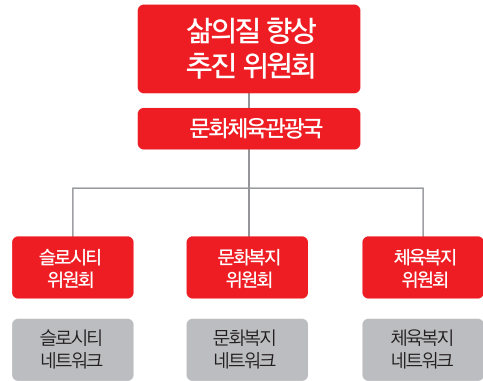 삶의질 향상
추진 위원회
문화체육관광국
슬로시티
위원회
문화복지
위원회
체육복지
위원회
슬로시티
네트워크
문화복지
네트워크
체육복지
네트워크